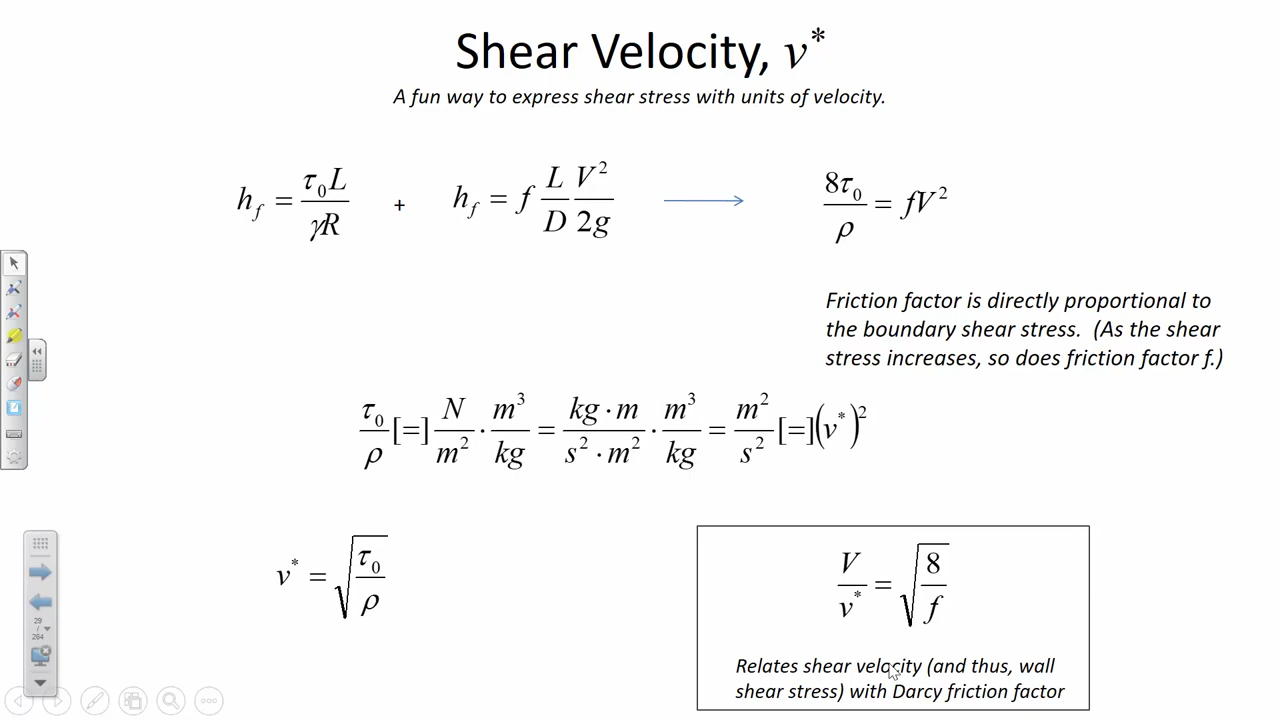 Shear Velocity, v*
A fun way to express shear stress with units of velocity.
h_f = τ₀L / γR + h_f = f L/D V²/2g → 8τ₀/ρ = fV²
Friction factor is directly proportional to
the boundary shear stress. (As the shear
stress increases, so does friction factor f.)
τ₀/ρ [=] N/m² · m³/kg = kg·m/s²·m² · m³/kg = m²/s² [=] (v*)²
v* = √(τ₀/ρ)
V/v* = √(8/f)
Relates shear velocity (and thus, wall
shear stress) with Darcy friction factor
29
/
264